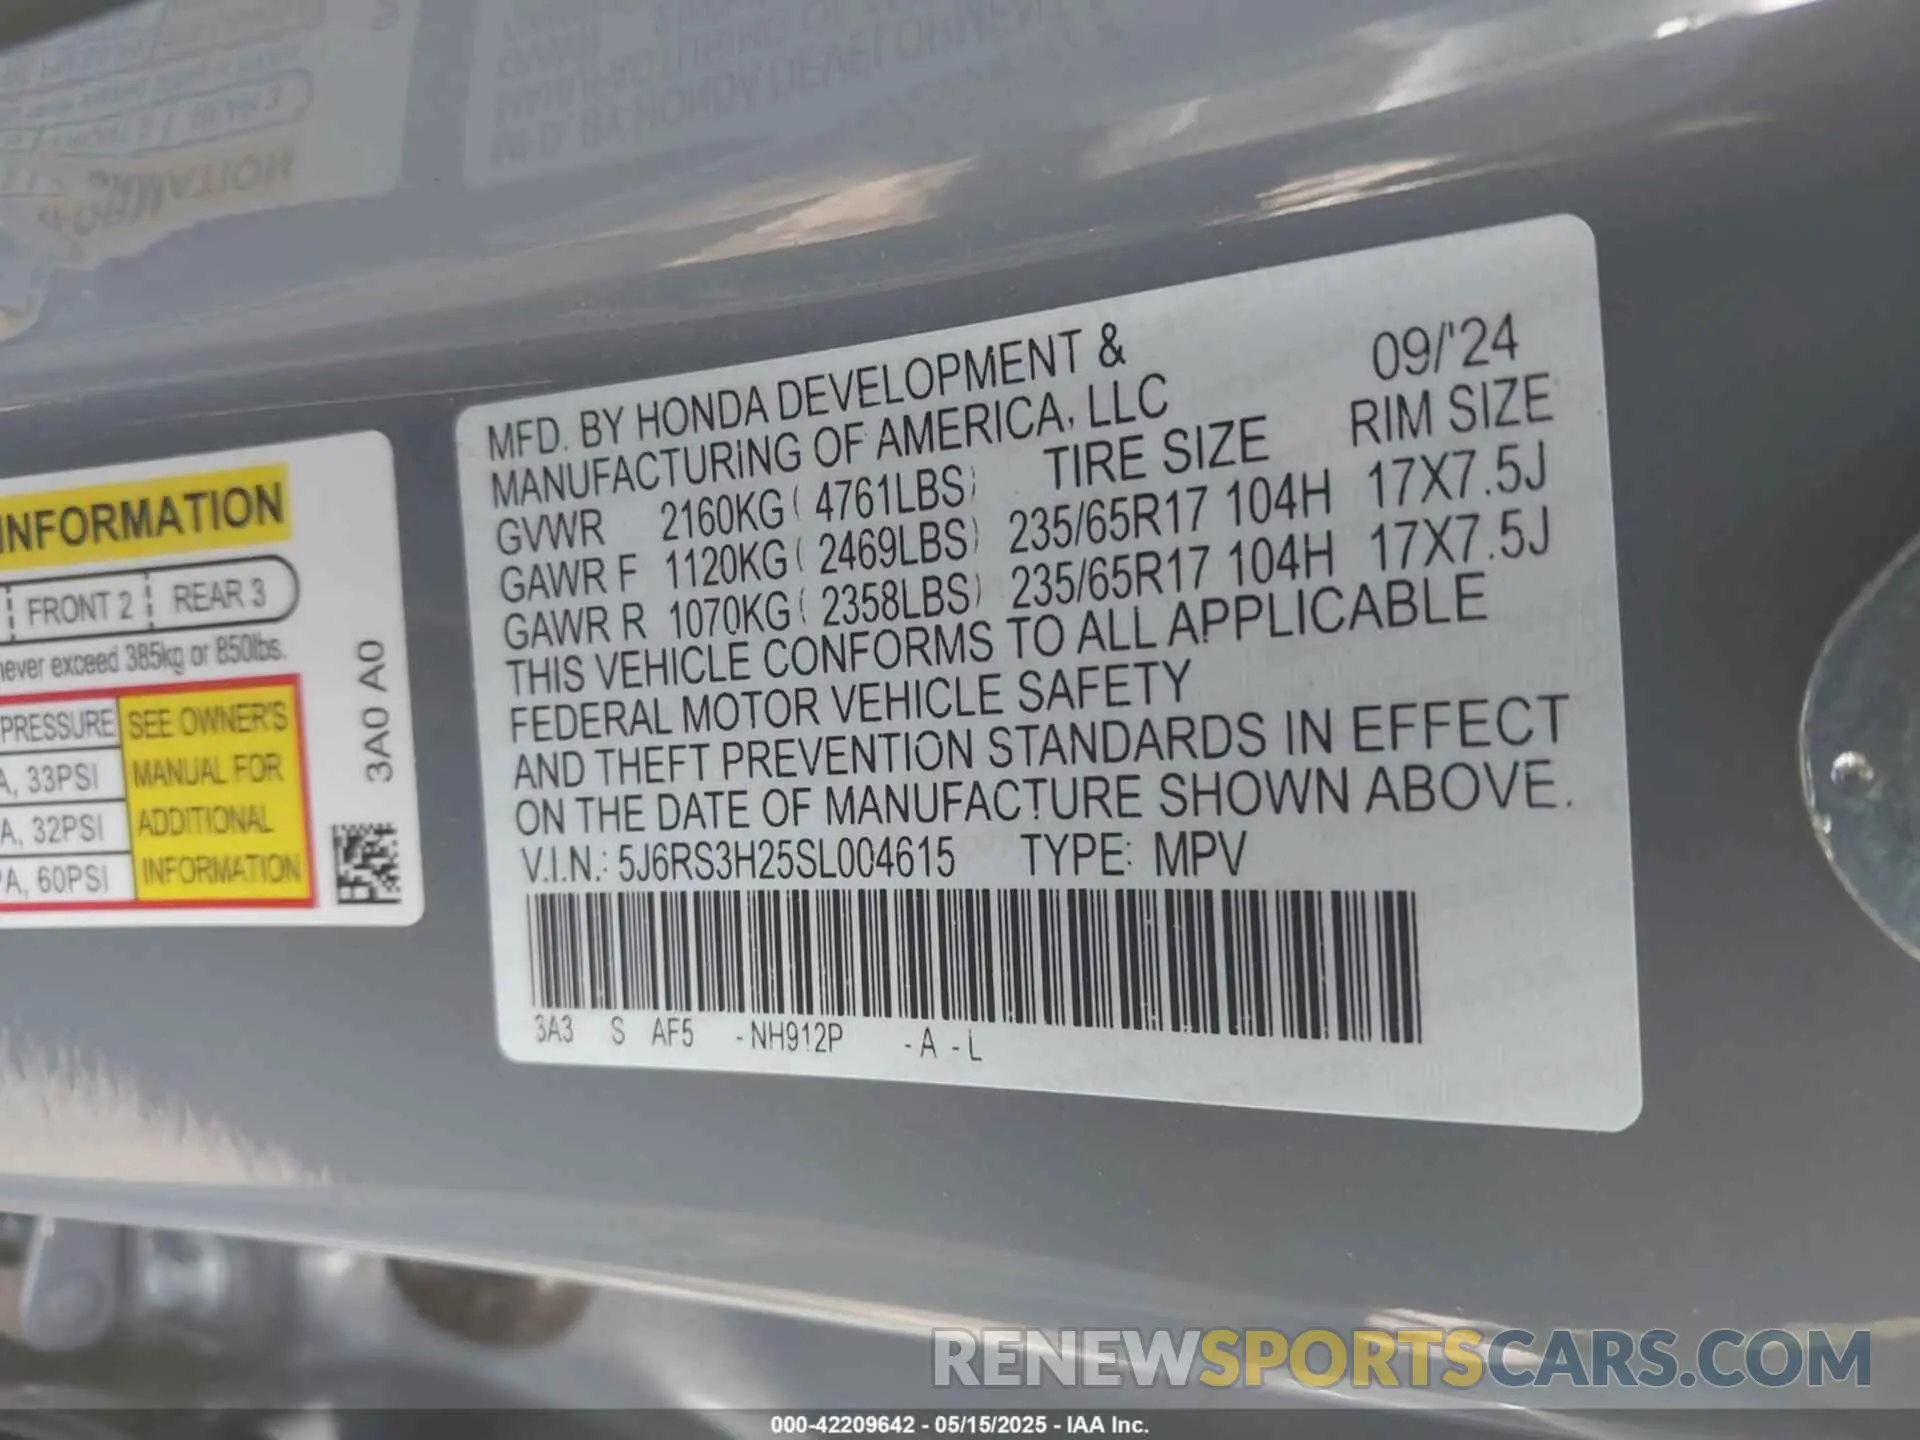 INFORMATION
FRONT 2 REAR 3
never exceed 385kg or 850lbs.
PRESSURE SEE OWNER'S
A, 33PSI MANUAL FOR
A, 32PSI ADDITIONAL
PA, 60PSI INFORMATION
3A0 A0
MFD. BY HONDA DEVELOPMENT & 09/'24
MANUFACTURING OF AMERICA, LLC
TIRE SIZE RIM SIZE
GVWR 2160KG ( 4761LBS)
GAWR F 1120KG ( 2469LBS) 235/65R17 104H 17X7.5J
GAWR R 1070KG ( 2358LBS) 235/65R17 104H 17X7.5J
THIS VEHICLE CONFORMS TO ALL APPLICABLE
FEDERAL MOTOR VEHICLE SAFETY
AND THEFT PREVENTION STANDARDS IN EFFECT
ON THE DATE OF MANUFACTURE SHOWN ABOVE.
V.I.N.: 5J6RS3H25SL004615 TYPE: MPV
3A3 S AF5 -NH912P -A -L
RENEWSPORTSCARS.COM
000-42209642 - 05/15/2025 - IAA Inc.